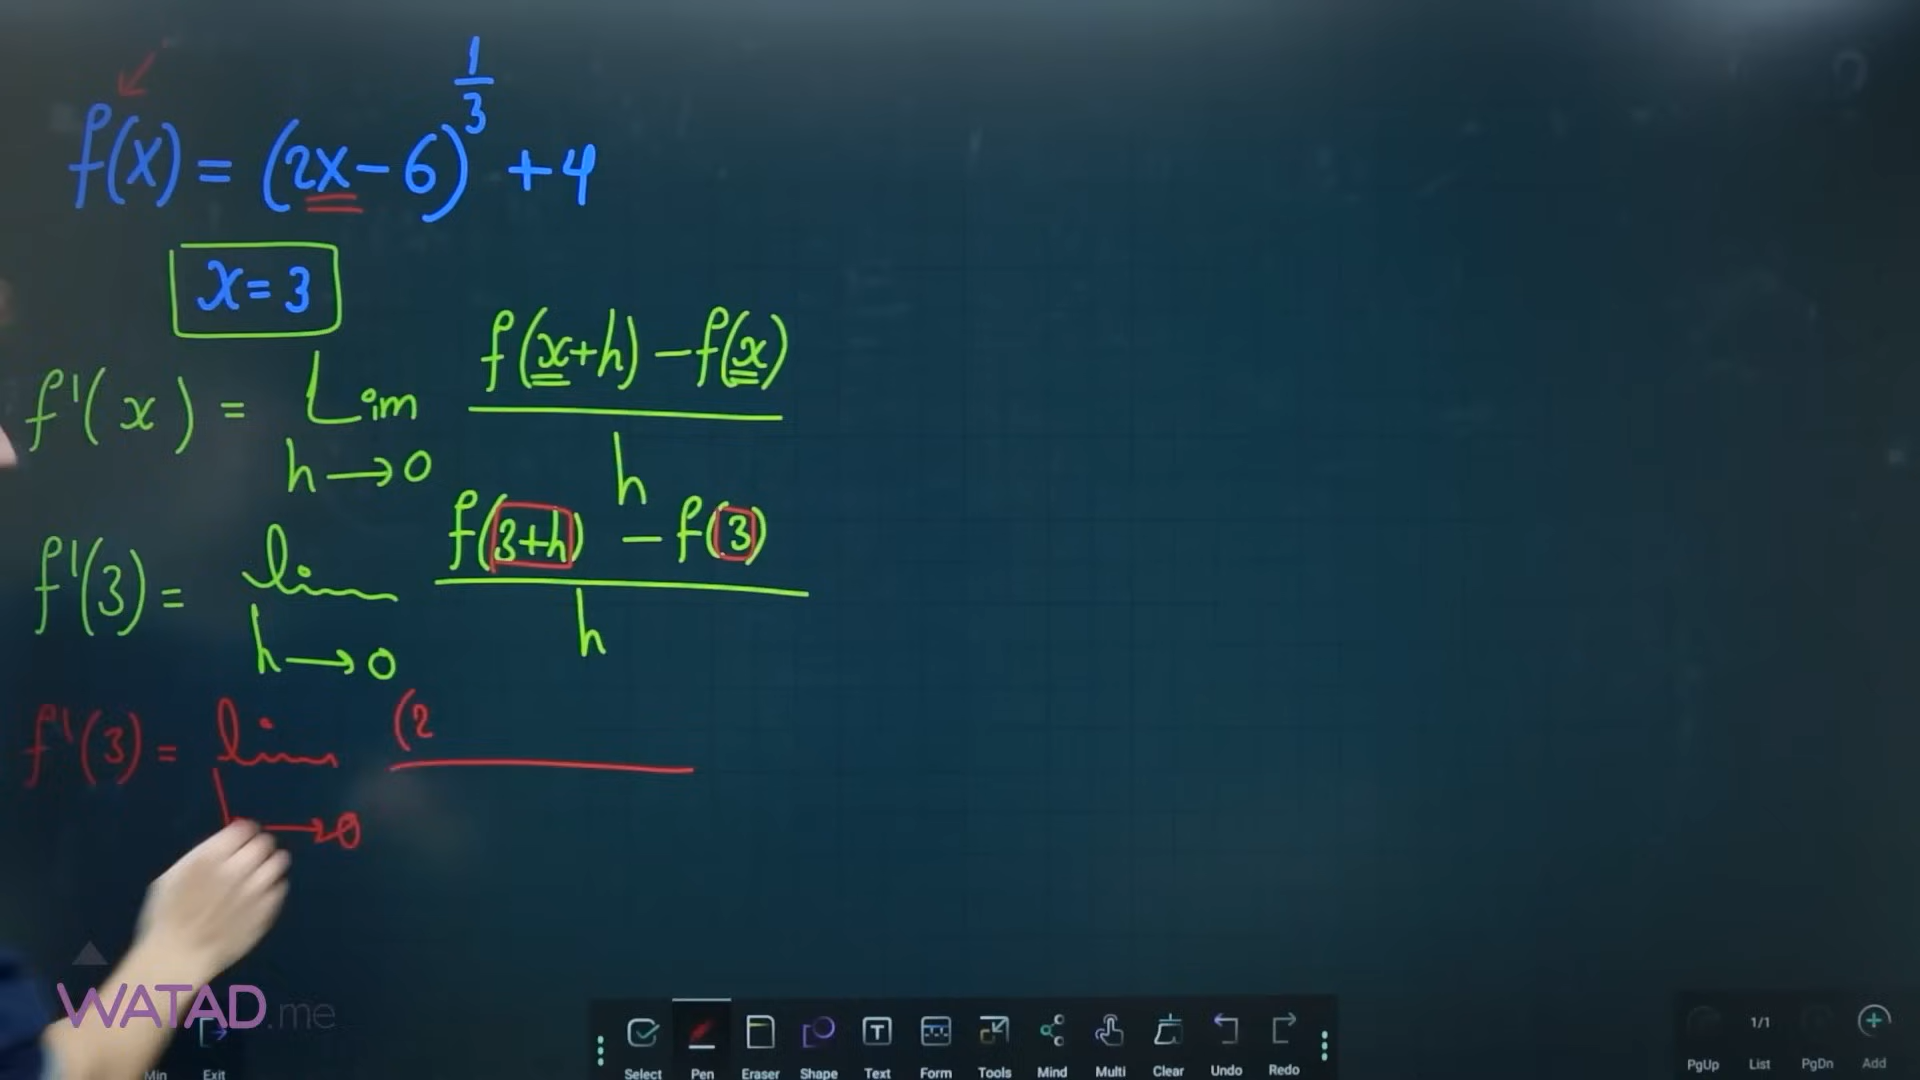 f(x) = (2x-6)^(1/3) + 4
x = 3
f'(x) = Lim h→0 (f(x+h) - f(x)) / h
f'(3) = lim h→0 (f(3+h) - f(3)) / h
f'(3) = lim h→0 (2
WATAD.me
Min Exit Select Pen Eraser Shape Text Form Tools Mind Multi Clear Undo Redo PgUp 1/1 List PgDn Add